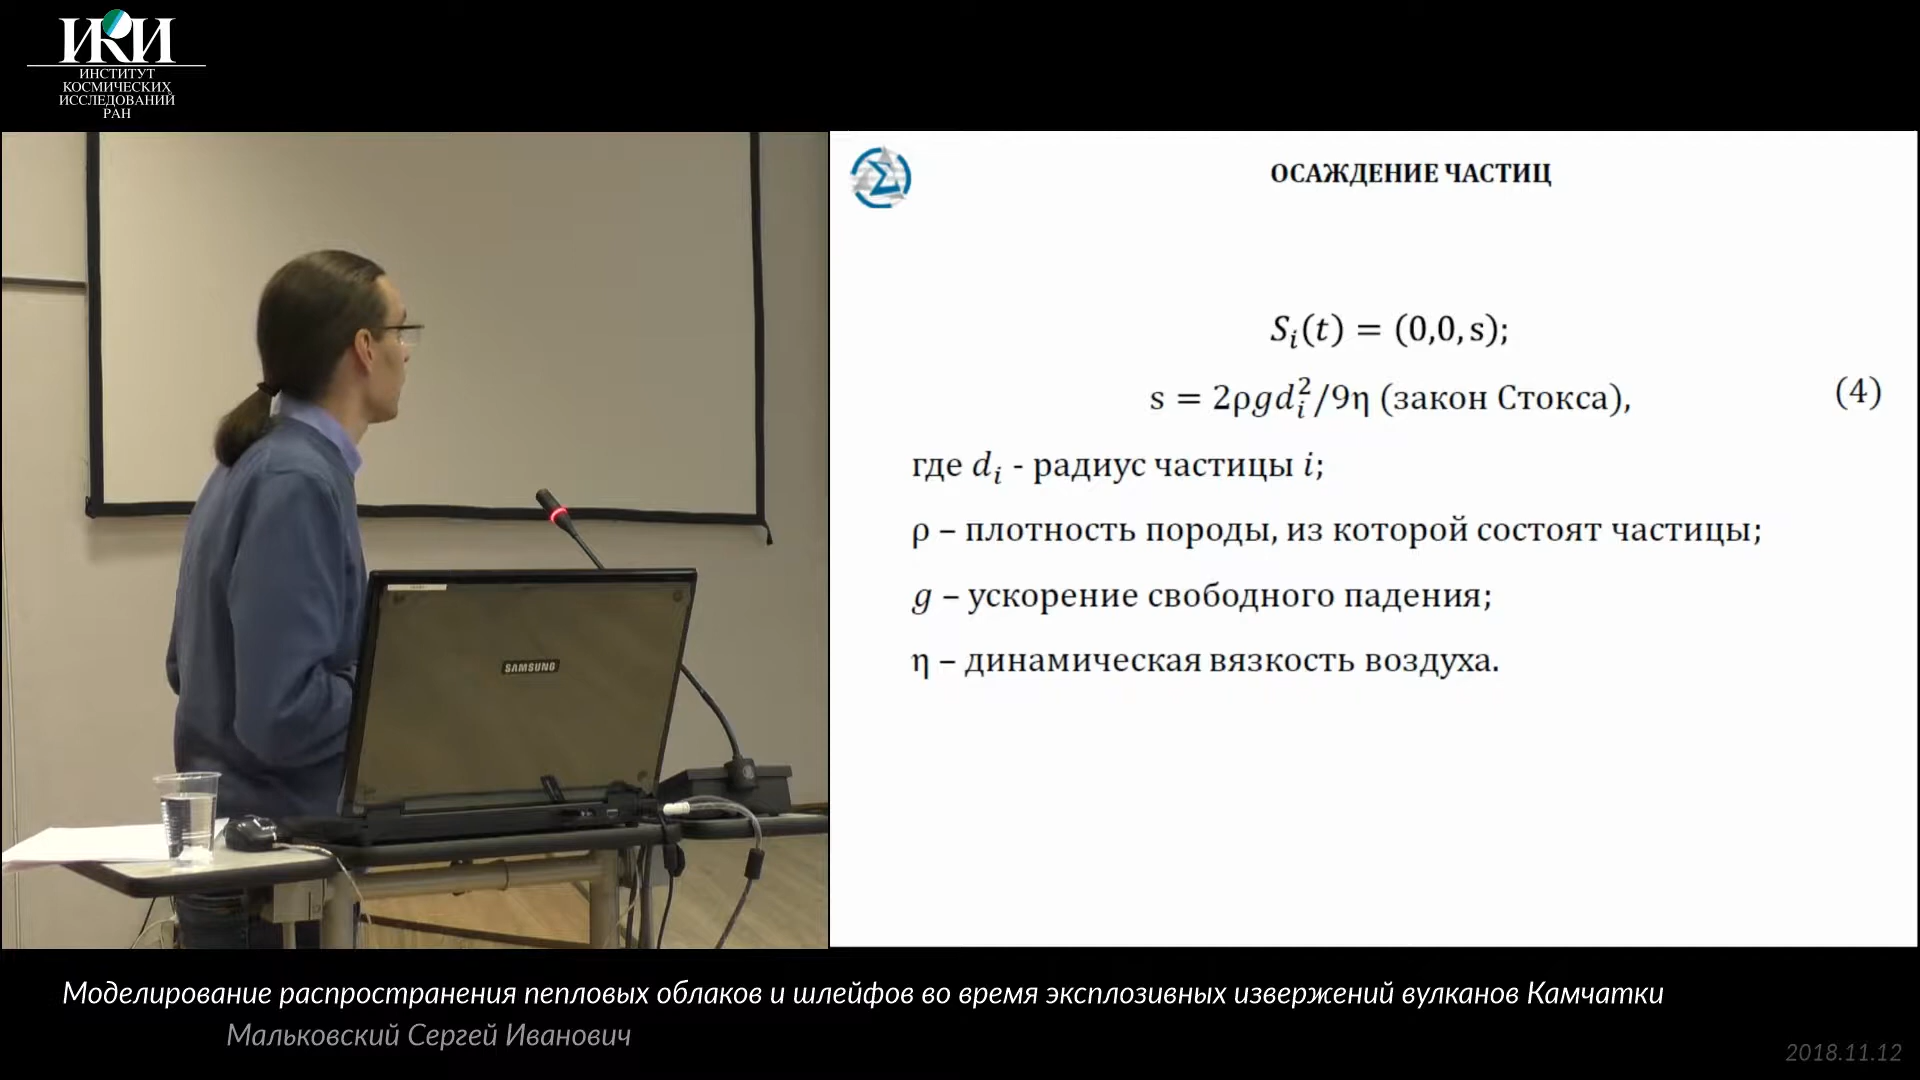 ИКИ
ИНСТИТУТ
КОСМИЧЕСКИХ
ИССЛЕДОВАНИЙ
РАН
ОСАЖДЕНИЕ ЧАСТИЦ
Sᵢ(t) = (0,0, s);
s = 2ρgdᵢ²/9η (закон Стокса),
(4)
где dᵢ - радиус частицы i;
ρ – плотность породы, из которой состоят частицы;
g – ускорение свободного падения;
η – динамическая вязкость воздуха.
SAMSUNG
Моделирование распространения пепловых облаков и шлейфов во время эксплозивных извержений вулканов Камчатки
Мальковский Сергей Иванович
2018.11.12